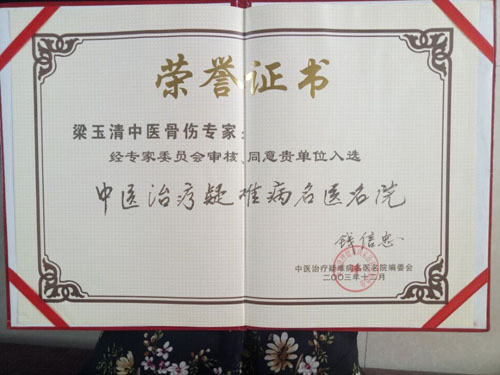 荣誉证书
梁玉清中医骨伤专家:
经专家委员会审核、同意贵单位入选
中医治疗疑难病名医名院
钱信忠
中医治疗疑难病名医名院编委会
二〇〇三年十二月